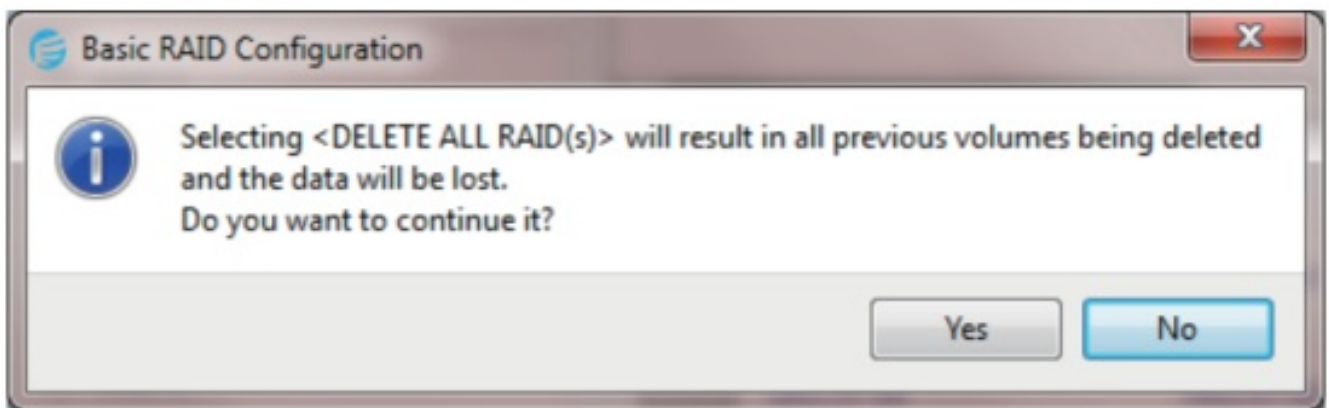 Basic RAID Configuration
Selecting <DELETE ALL RAID(s)> will result in all previous volumes being deleted
and the data will be lost.
Do you want to continue it?
Yes
No